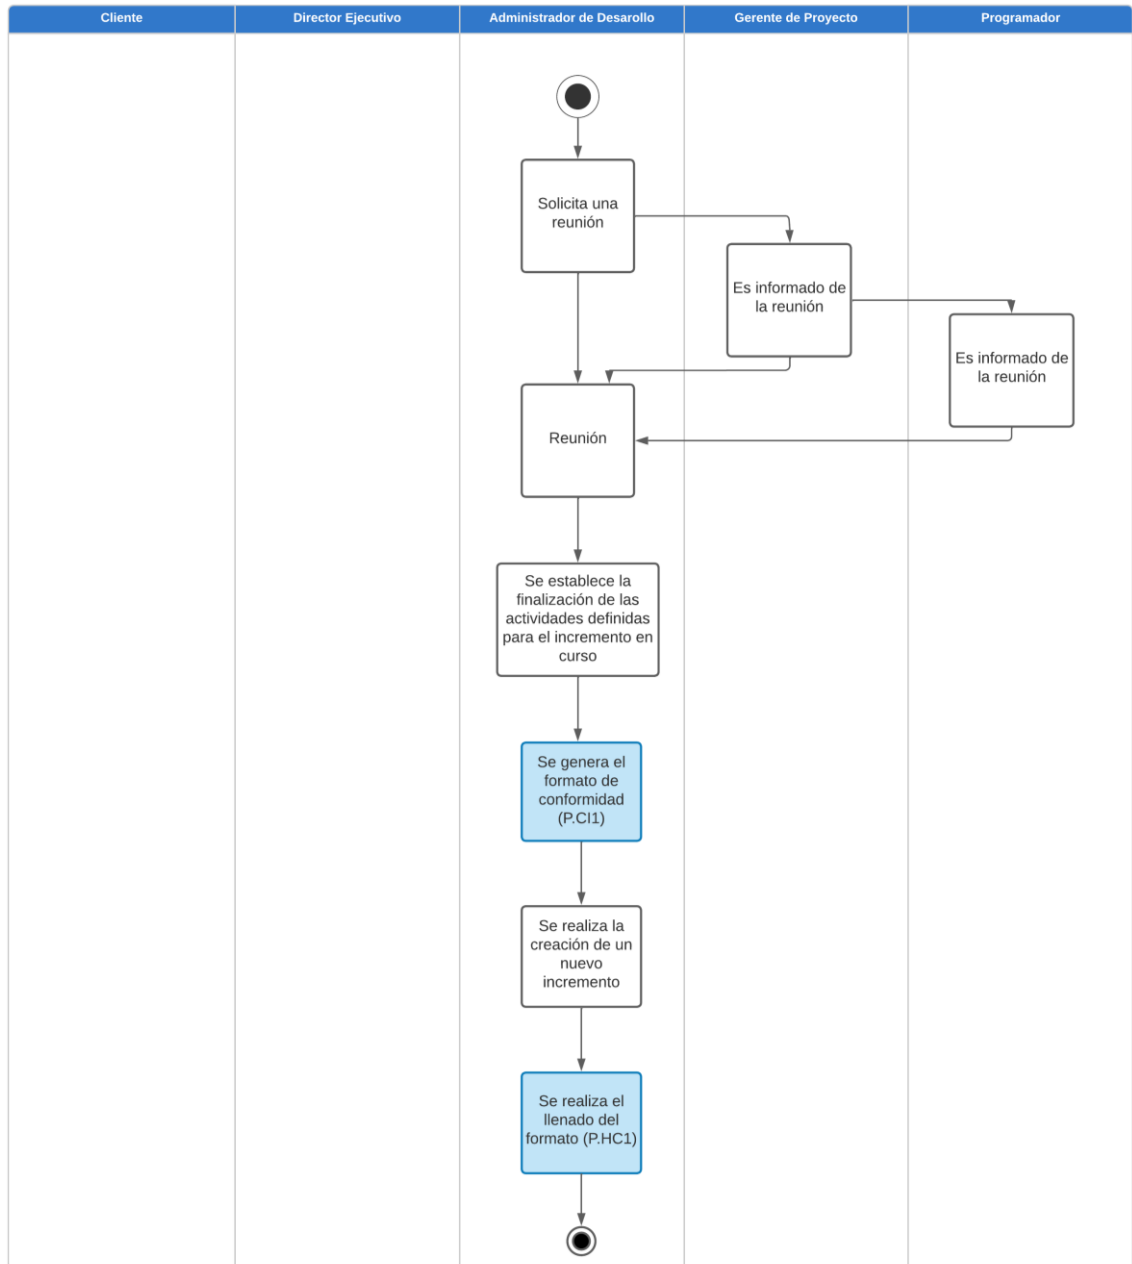 Cliente
Director Ejecutivo
Administrador de Desarollo
Gerente de Proyecto
Programador
Solicita una
reunión
Es informado de
la reunión
Es informado de
la reunión
Reunión
Se establece la
finalización de las
actividades definidas
para el incremento en
curso
Se genera el
formato de
conformidad
(P.CI1)
Se realiza la
creación de un
nuevo
incremento
Se realiza el
llenado del
formato (P.HC1)